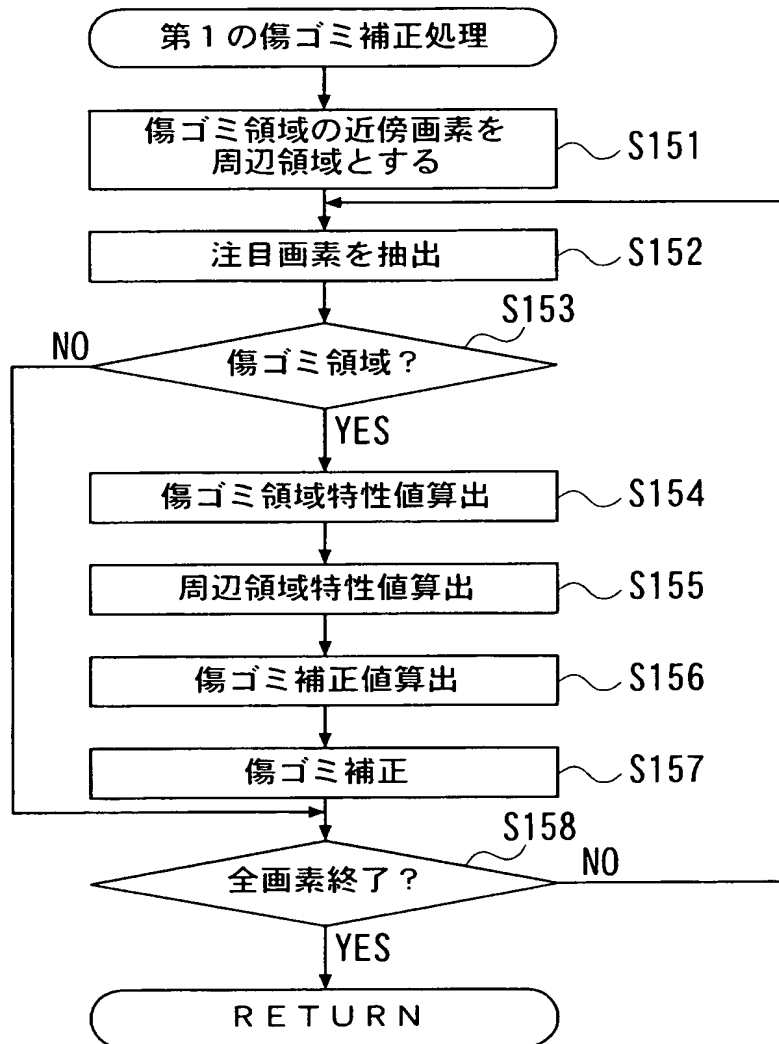 第1の傷ゴミ補正処理
傷ゴミ領域の近傍画素を
周辺領域とする
S151
注目画素を抽出
S152
S153
NO
傷ゴミ領域?
YES
傷ゴミ領域特性値算出
S154
周辺領域特性値算出
S155
傷ゴミ補正値算出
S156
傷ゴミ補正
S157
S158
全画素終了?
NO
YES
RETURN